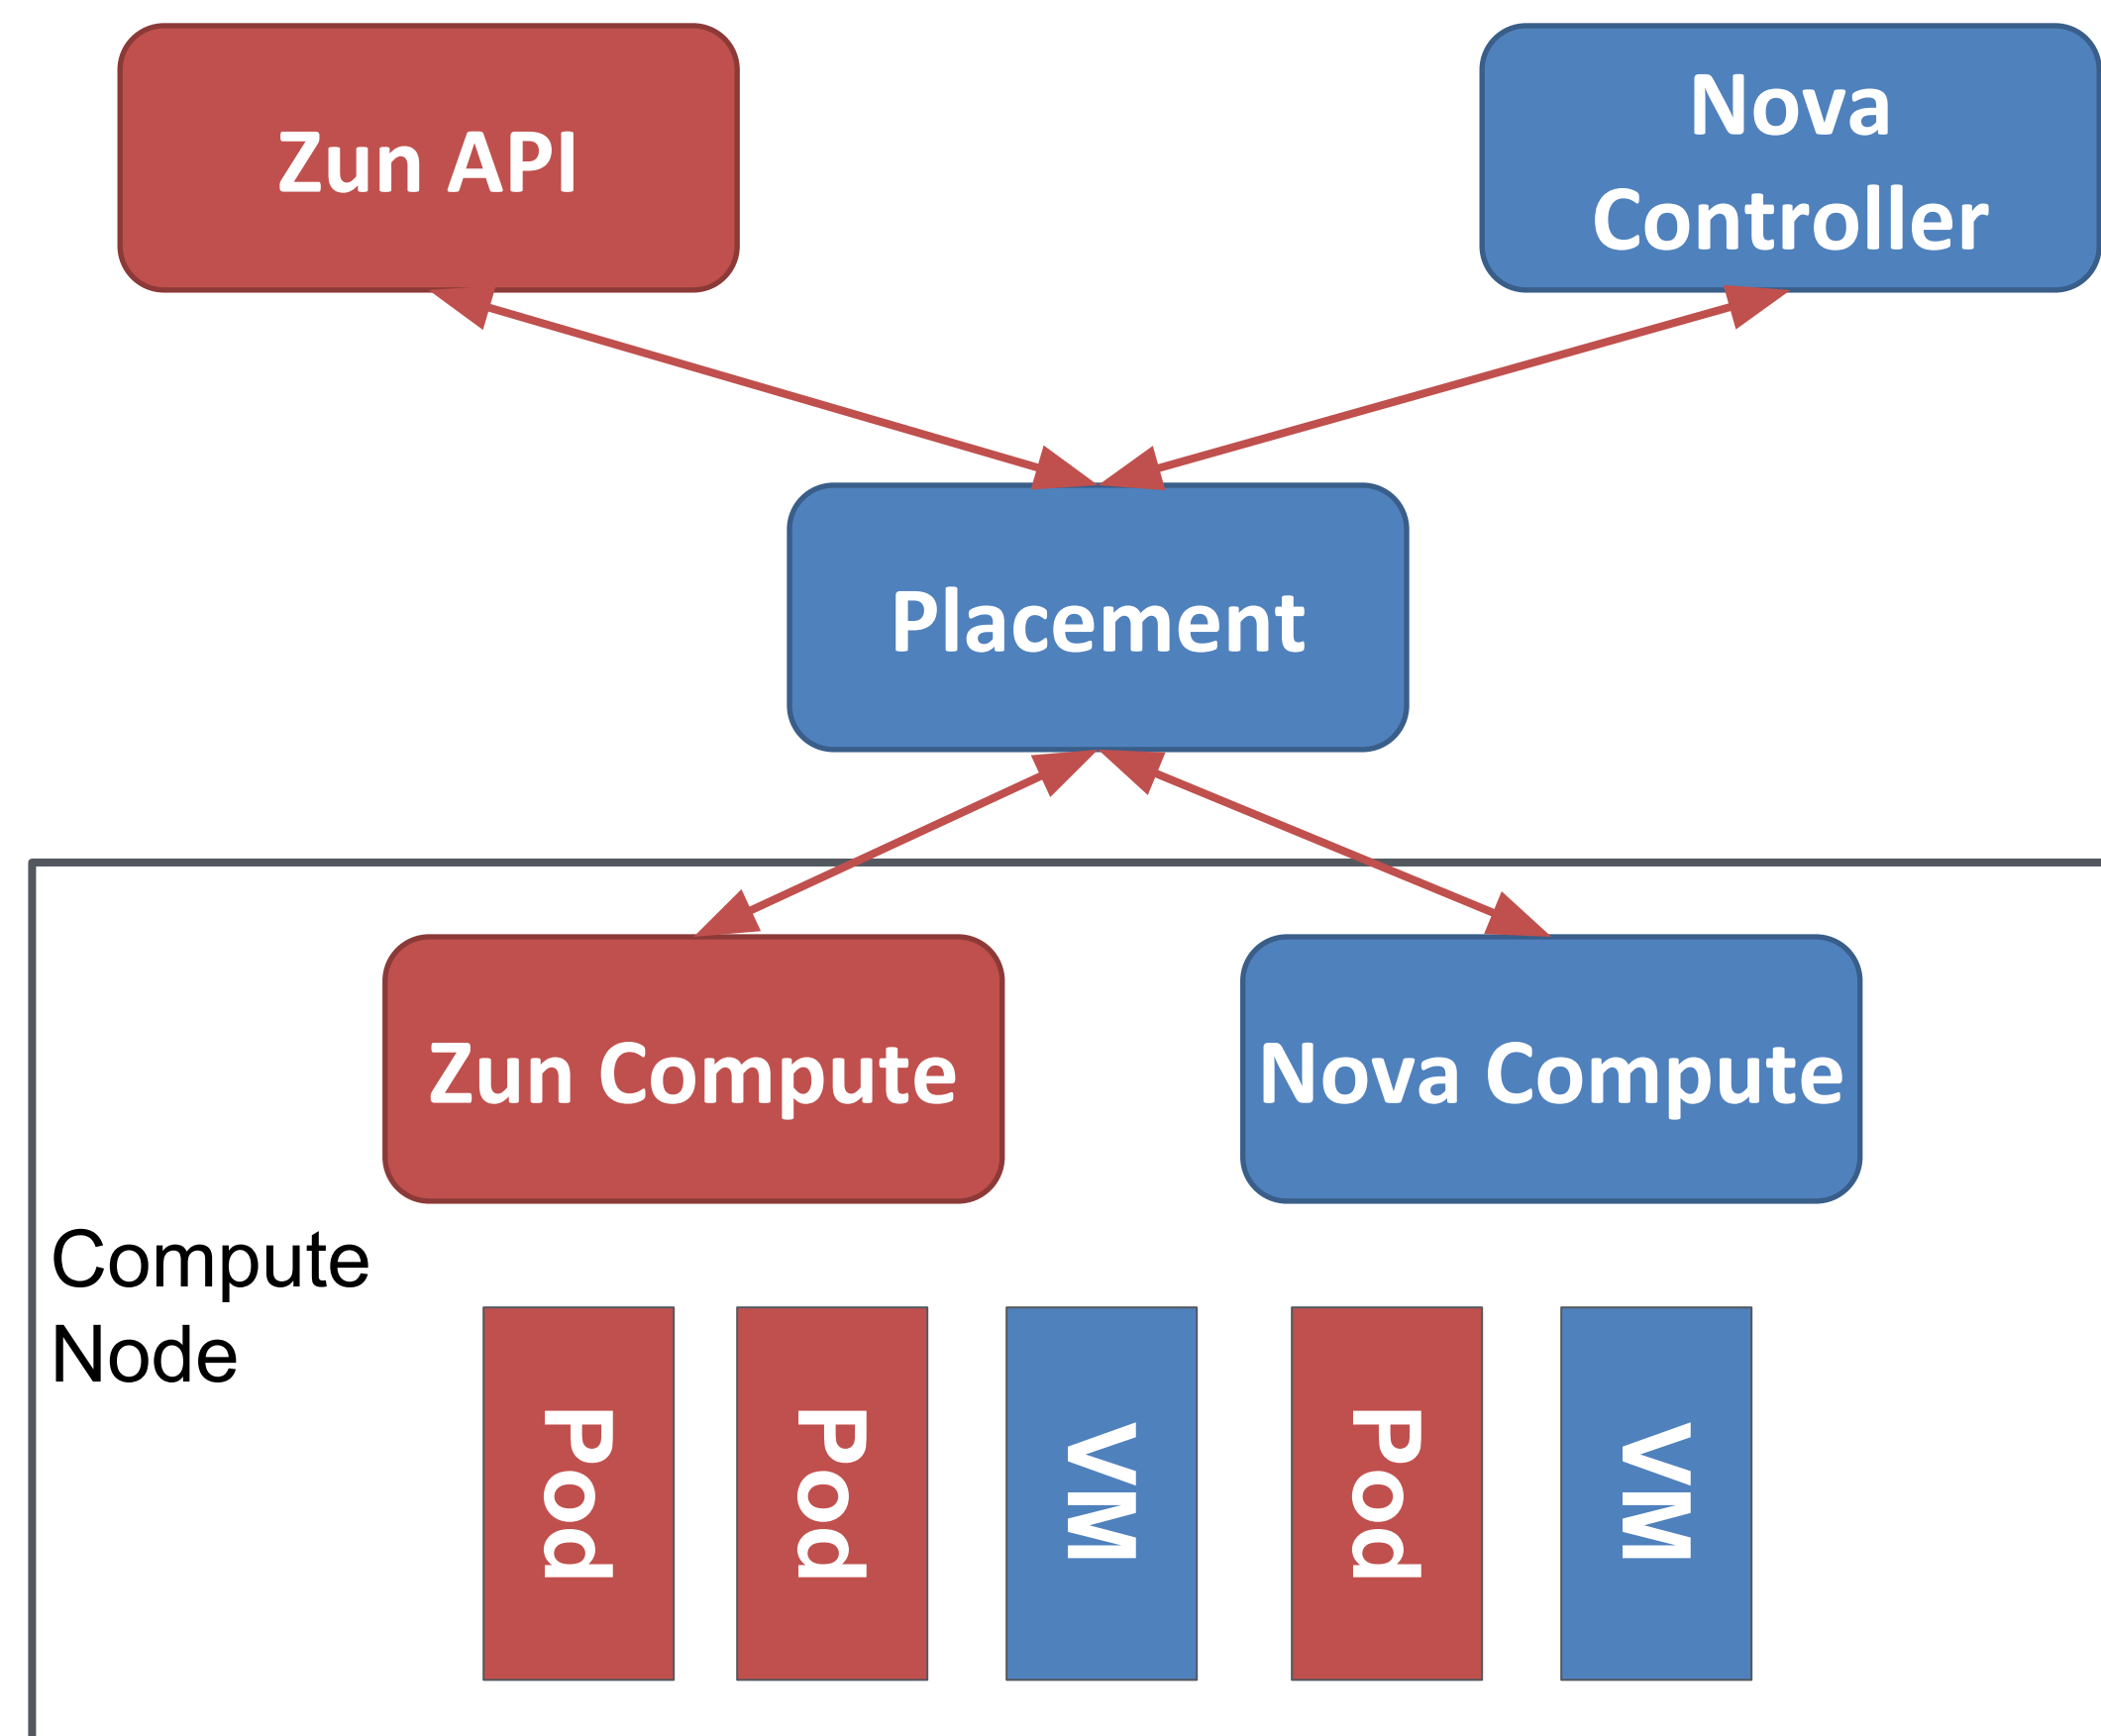 Zun API
Nova
Controller
Placement
Zun Compute
Nova Compute
Compute
Node
Pod
Pod
VM
Pod
VM